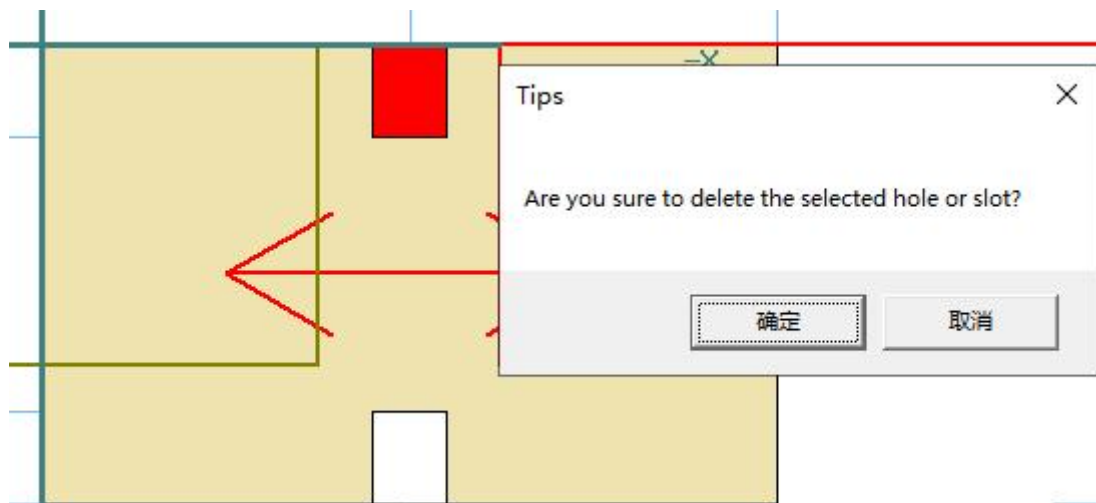 -X
Tips
Are you sure to delete the selected hole or slot?
确定
取消